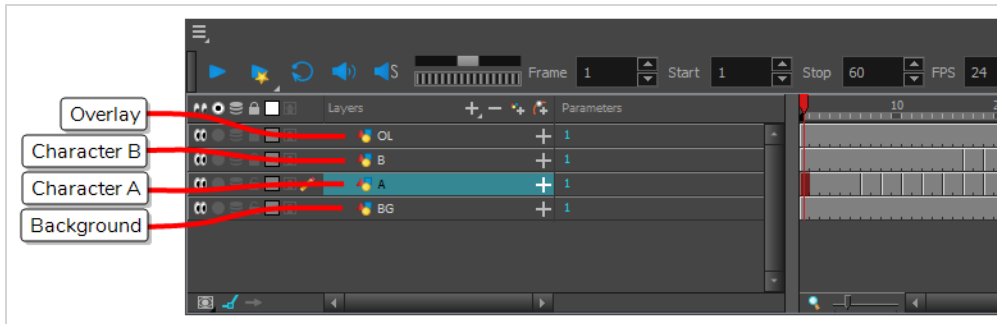 S Frame 1 Start 1 Stop 60 FPS 24
Overlay Layers Parameters 10
OL 1
Character B B 1
Character A A 1
Background BG 1